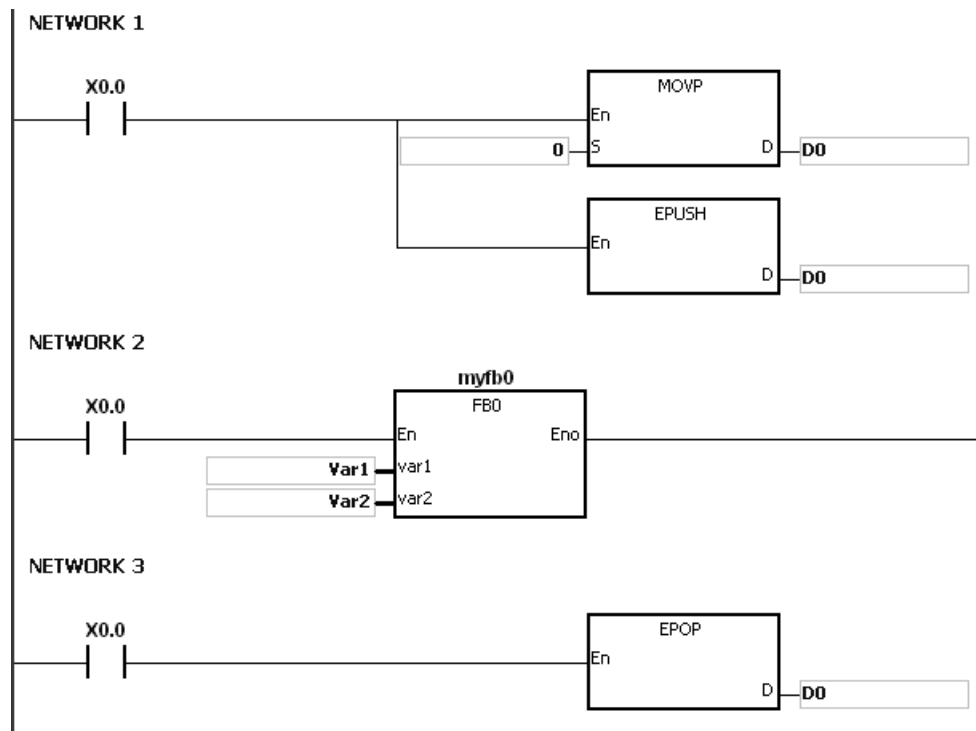 NETWORK 1
X0.0
MOVP
En
0 S D D0
EPUSH
En
D D0
NETWORK 2
myfb0
X0.0
FB0
En Eno
Var1 var1
Var2 var2
NETWORK 3
X0.0
EPOP
En
D D0